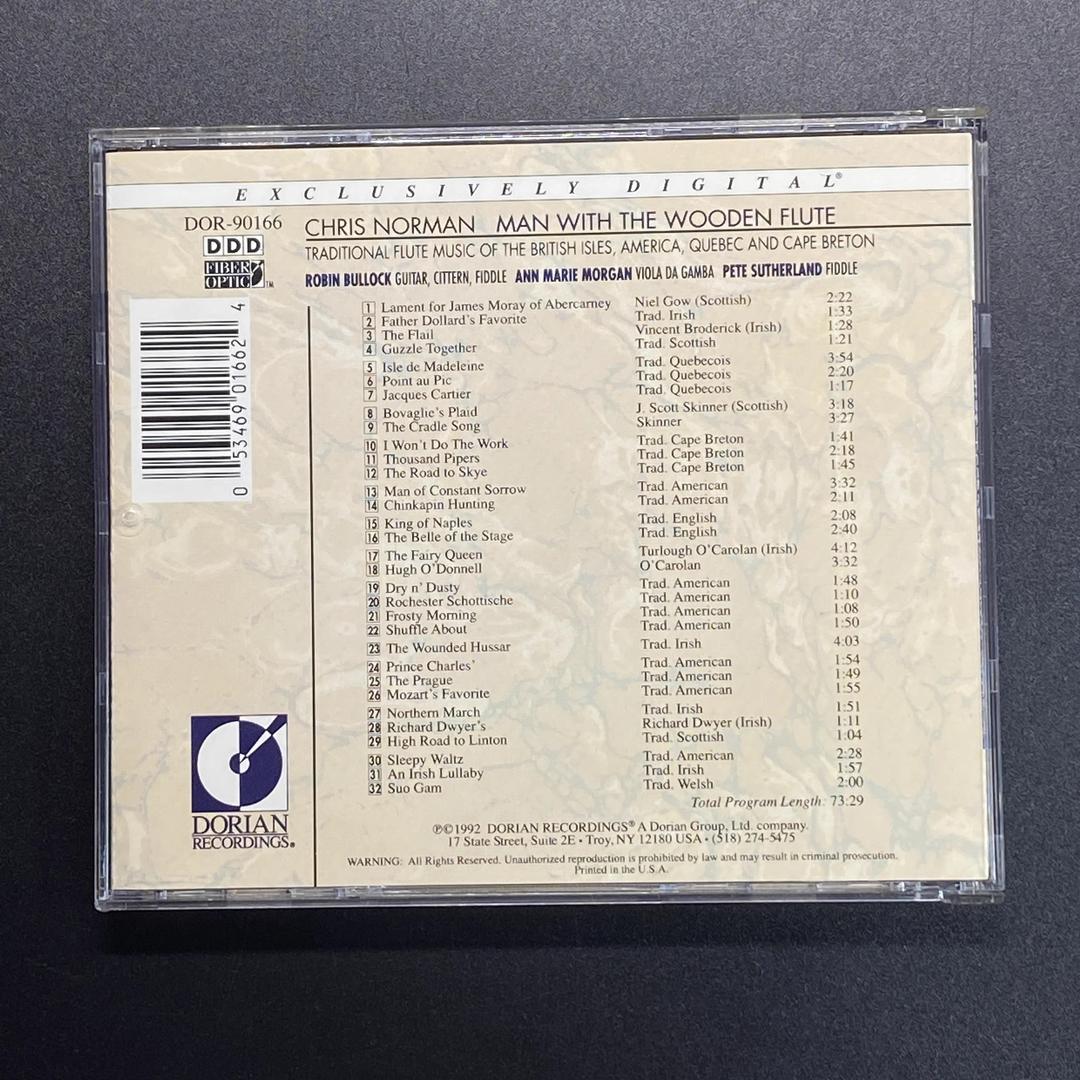 EXCLUSIVELY DIGITAL®
DOR-90166
DDD
FIBER OPTIC™
CHRIS NORMAN MAN WITH THE WOODEN FLUTE
TRADITIONAL FLUTE MUSIC OF THE BRITISH ISLES, AMERICA, QUEBEC AND CAPE BRETON
ROBIN BULLOCK GUITAR, CITTERN, FIDDLE ANN MARIE MORGAN VIOLA DA GAMBA PETE SUTHERLAND FIDDLE
0 53469 01662 4
1 Lament for James Moray of Abercarney Niel Gow (Scottish) 2:22
2 Father Dollard's Favorite Trad. Irish 1:33
3 The Flail Vincent Broderick (Irish) 1:28
4 Guzzle Together Trad. Scottish 1:21
5 Isle de Madeleine Trad. Quebecois 3:54
6 Point au Pic Trad. Quebecois 2:20
7 Jacques Cartier Trad. Quebecois 1:17
8 Bovaglie's Plaid J. Scott Skinner (Scottish) 3:18
9 The Cradle Song Skinner 3:27
10 I Won't Do The Work Trad. Cape Breton 1:41
11 Thousand Pipers Trad. Cape Breton 2:18
12 The Road to Skye Trad. Cape Breton 1:45
13 Man of Constant Sorrow Trad. American 3:32
14 Chinkapin Hunting Trad. American 2:11
15 King of Naples Trad. English 2:08
16 The Belle of the Stage Trad. English 2:40
17 The Fairy Queen Turlough O'Carolan (Irish) 4:12
18 Hugh O'Donnell O'Carolan 3:32
19 Dry n' Dusty Trad. American 1:48
20 Rochester Schottische Trad. American 1:10
21 Frosty Morning Trad. American 1:08
22 Shuffle About Trad. American 1:50
23 The Wounded Hussar Trad. Irish 4:03
24 Prince Charles' Trad. American 1:54
25 The Prague Trad. American 1:49
26 Mozart's Favorite Trad. American 1:55
27 Northern March Trad. Irish 1:51
28 Richard Dwyer's Richard Dwyer (Irish) 1:11
29 High Road to Linton Trad. Scottish 1:04
30 Sleepy Waltz Trad. American 2:28
31 An Irish Lullaby Trad. Irish 1:57
32 Suo Gam Trad. Welsh 2:00
Total Program Length: 73:29
DORIAN
RECORDINGS®
℗©1992 DORIAN RECORDINGS® A Dorian Group, Ltd. company.
17 State Street, Suite 2E • Troy, NY 12180 USA • (518) 274-5475
WARNING: All Rights Reserved. Unauthorized reproduction is prohibited by law and may result in criminal prosecution.
Printed in the U.S.A.